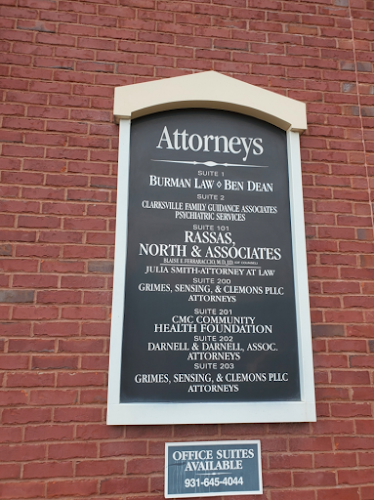 Attorneys
SUITE 1
BURMAN LAW ◊ BEN DEAN
SUITE 2
CLARKSVILLE FAMILY GUIDANCE ASSOCIATES
PSYCHIATRIC SERVICES
SUITE 101
RASSAS,
NORTH & ASSOCIATES
JULIA SMITH-ATTORNEY AT LAW
SUITE 200
GRIMES, SENSING, & CLEMONS PLLC
ATTORNEYS
SUITE 201
CMC COMMUNITY
HEALTH FOUNDATION
SUITE 202
DARNELL & DARNELL, ASSOC.
ATTORNEYS
SUITE 203
GRIMES, SENSING, & CLEMONS PLLC
ATTORNEYS
OFFICE SUITES
AVAILABLE
931-645-4044